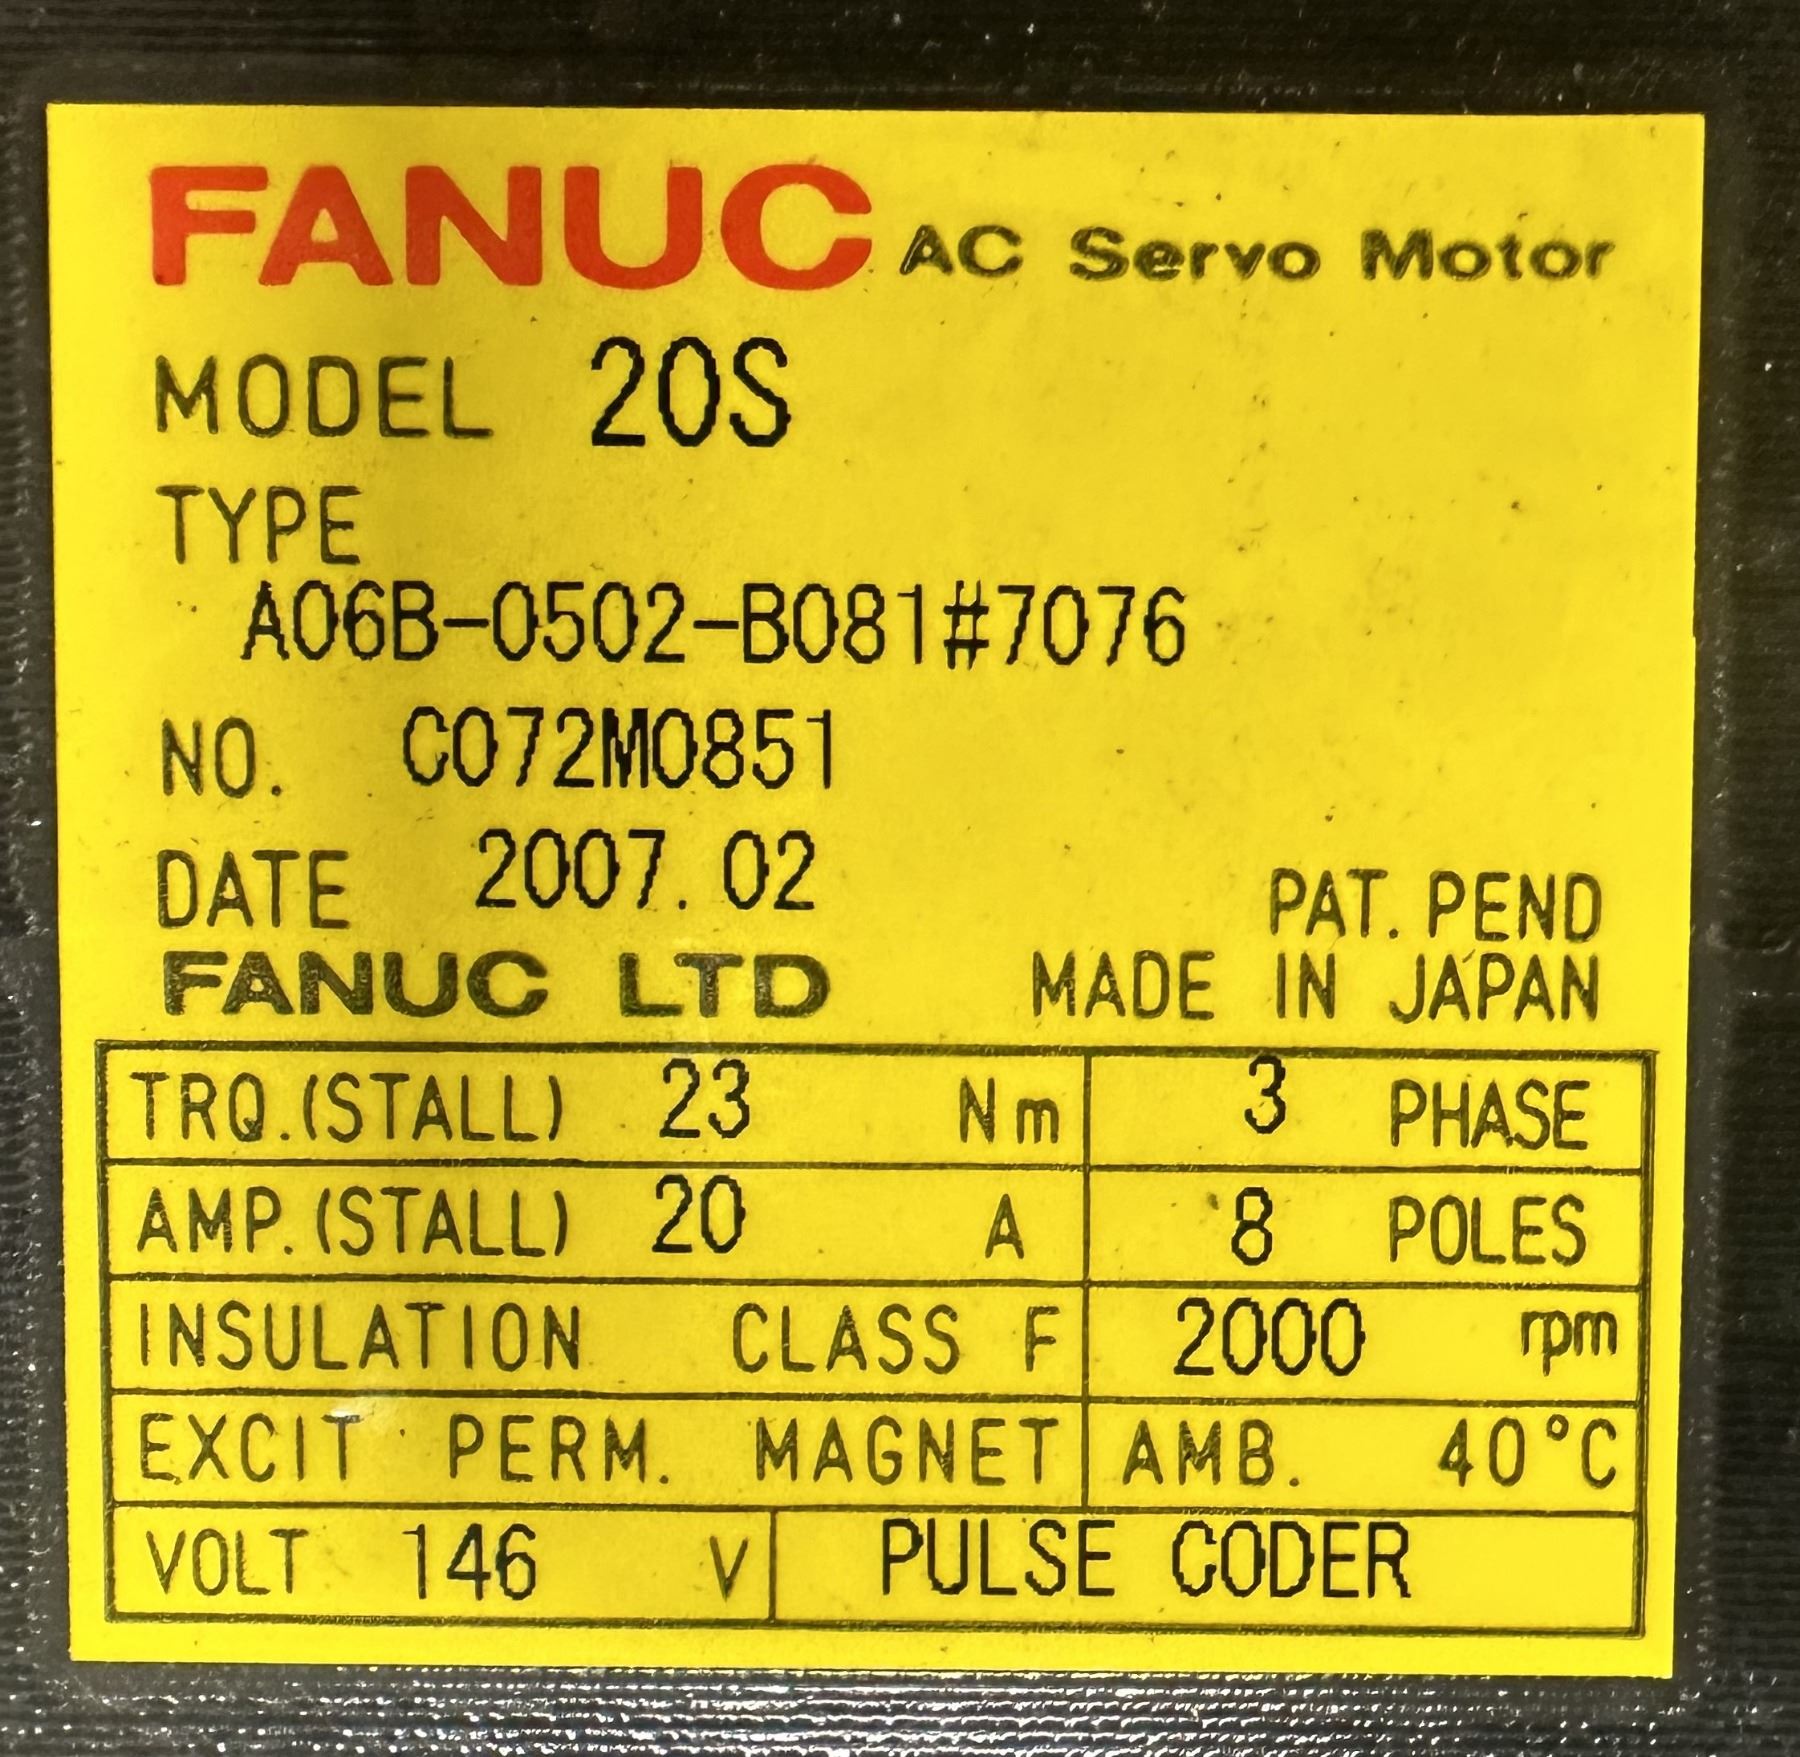 FANUC AC Servo Motor
MODEL 20S
TYPE
A06B-0502-B081#7076
NO. C072M0851
DATE 2007.02
PAT. PEND
FANUC LTD MADE IN JAPAN
TRQ.(STALL) 23 Nm 3 PHASE
AMP.(STALL) 20 A 8 POLES
INSULATION CLASS F 2000 rpm
EXCIT PERM. MAGNET AMB. 40°C
VOLT 146 V PULSE CODER